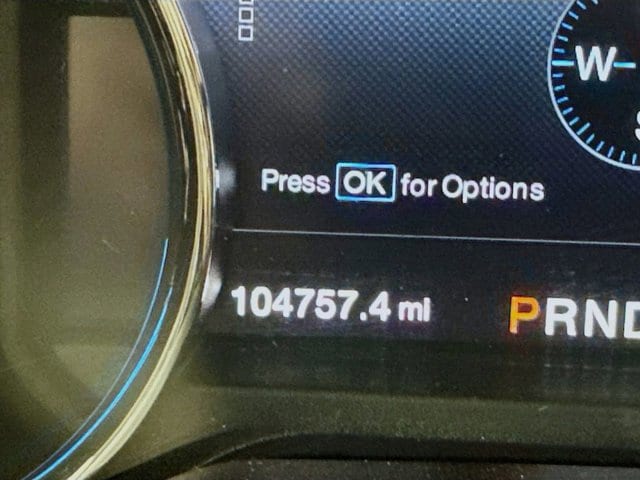 W
Press OK for Options
104757.4 mi
PRND